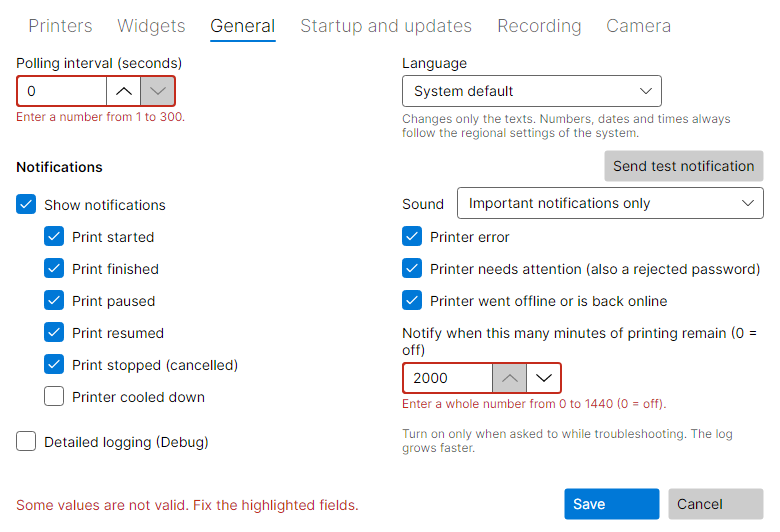 Printers Widgets General Startup and updates Recording Camera
Polling interval (seconds)
0
Enter a number from 1 to 300.
Language
System default
Changes only the texts. Numbers, dates and times always
follow the regional settings of the system.
Notifications
Send test notification
Show notifications
Print started
Print finished
Print paused
Print resumed
Print stopped (cancelled)
Printer cooled down
Sound
Important notifications only
Printer error
Printer needs attention (also a rejected password)
Printer went offline or is back online
Notify when this many minutes of printing remain (0 =
off)
2000
Enter a whole number from 0 to 1440 (0 = off).
Detailed logging (Debug)
Turn on only when asked to while troubleshooting. The log
grows faster.
Some values are not valid. Fix the highlighted fields.
Save
Cancel